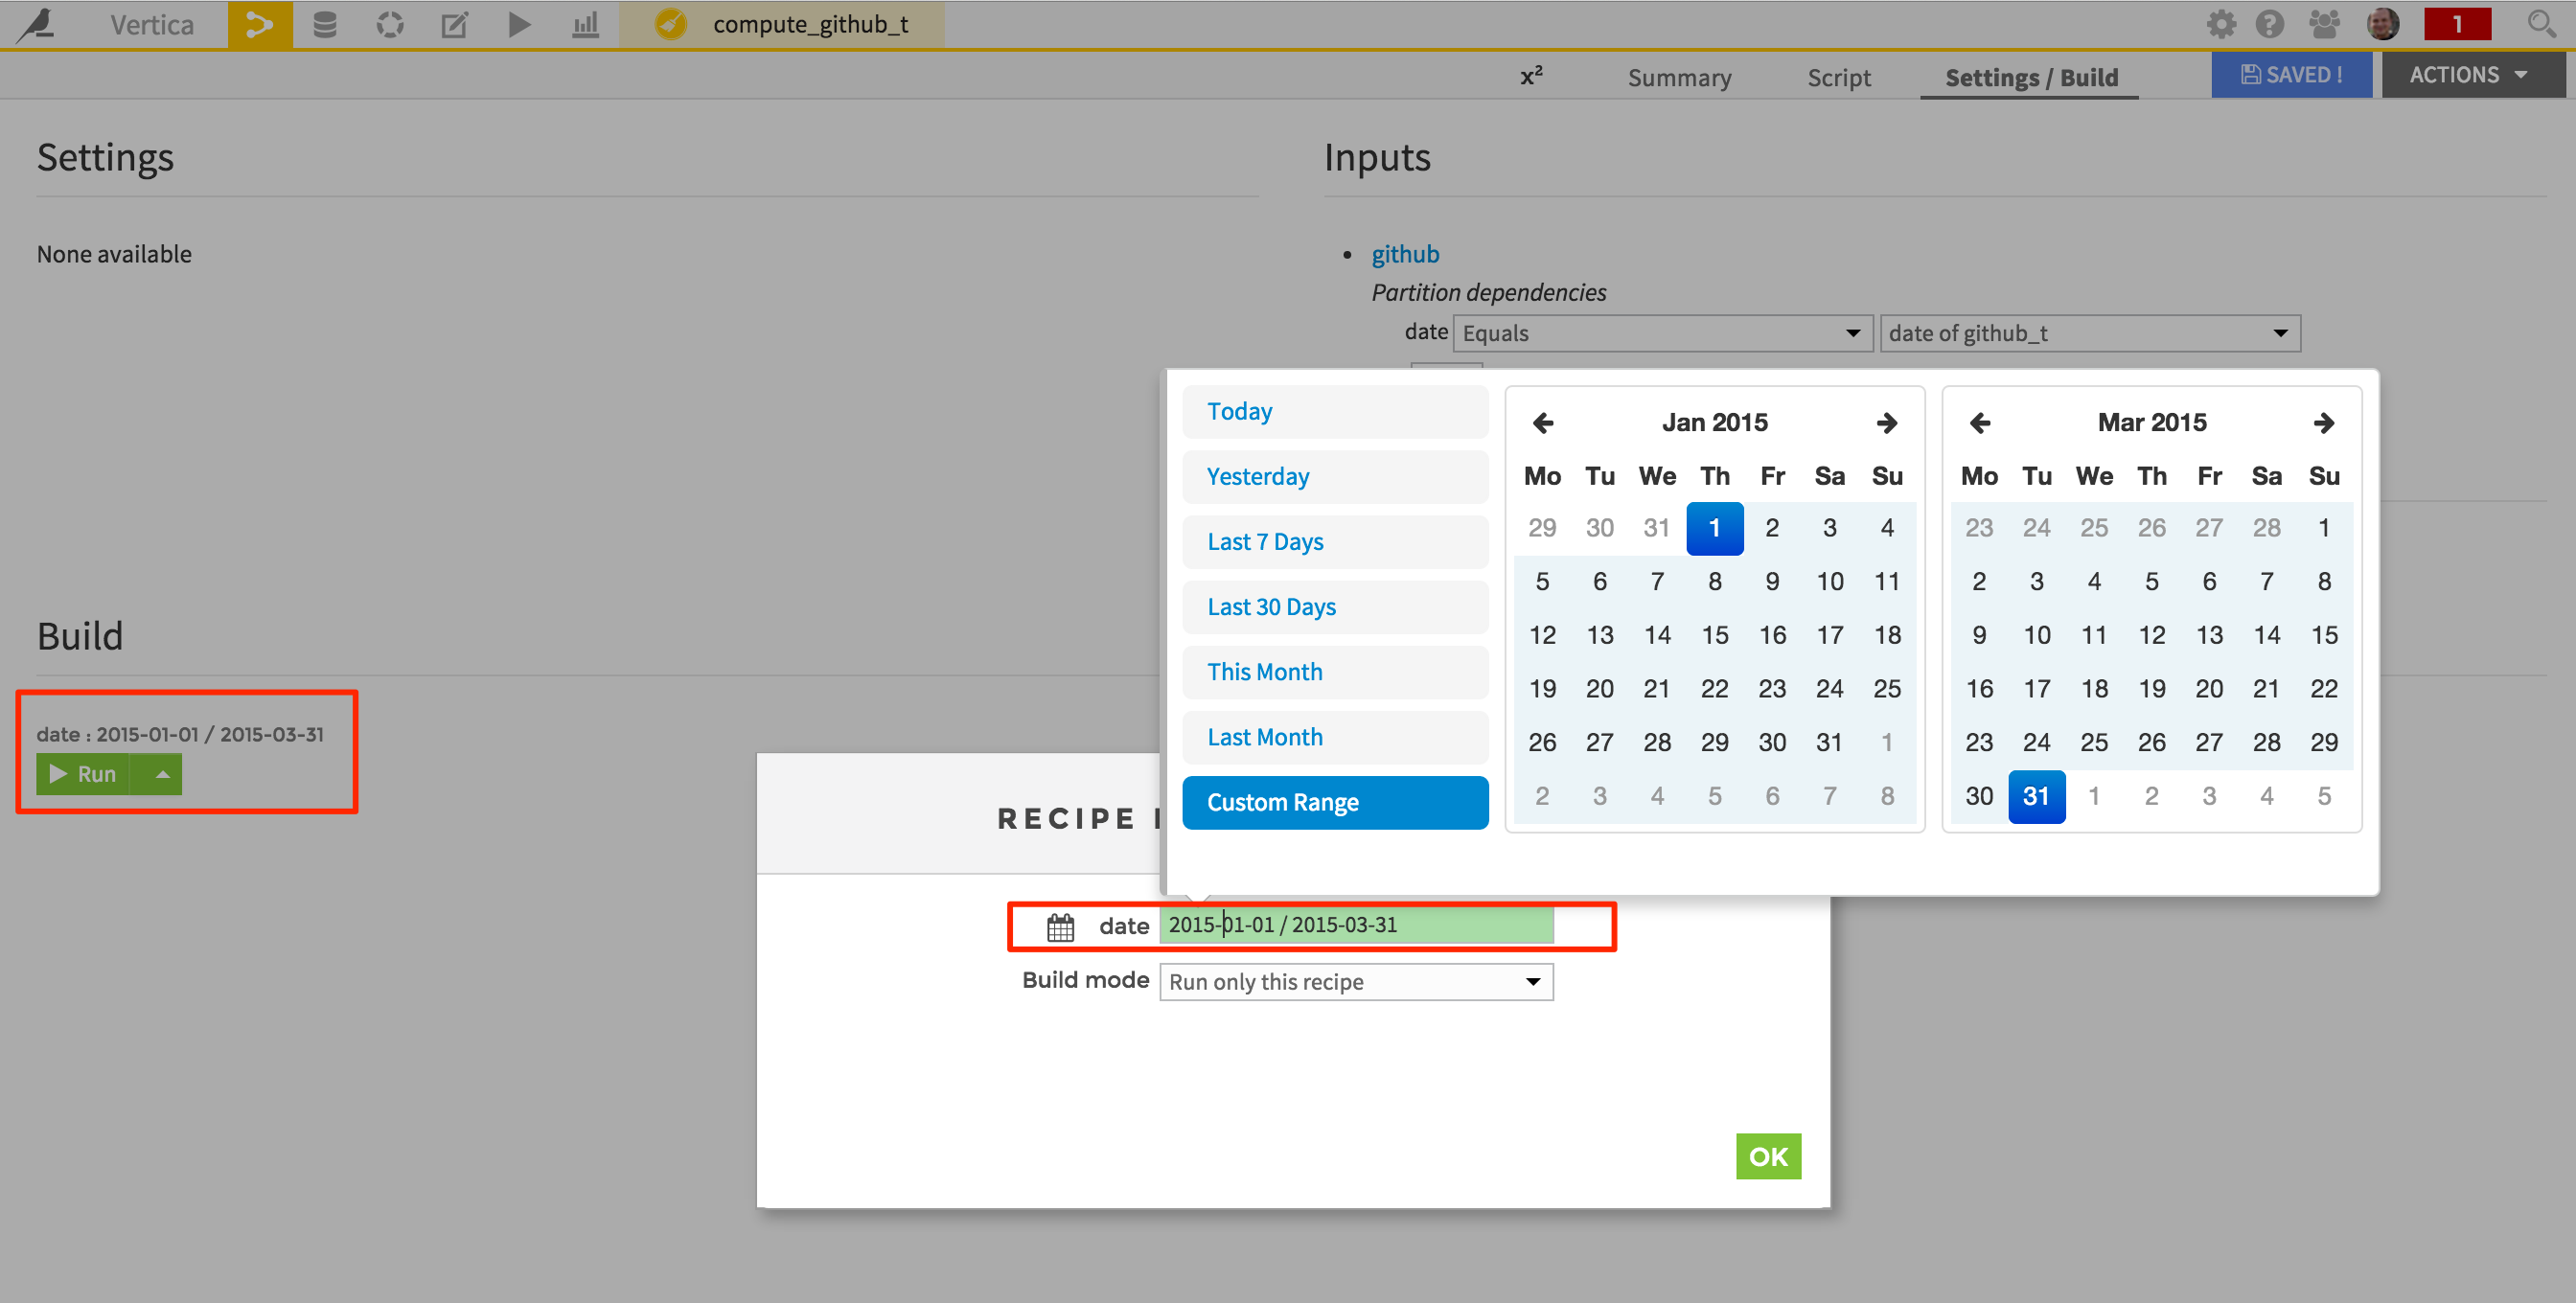 Vertica
compute_github_t
1
x²
Summary
Script
Settings / Build
SAVED !
ACTIONS
Settings
None available
Inputs
github
Partition dependencies
date
Equals
date of github_t
Build
date : 2015-01-01 / 2015-03-31
Run
Today
Yesterday
Last 7 Days
Last 30 Days
This Month
Last Month
Custom Range
Jan 2015
Mo Tu We Th Fr Sa Su
29 30 31 1 2 3 4
5 6 7 8 9 10 11
12 13 14 15 16 17 18
19 20 21 22 23 24 25
26 27 28 29 30 31 1
2 3 4 5 6 7 8
Mar 2015
Mo Tu We Th Fr Sa Su
23 24 25 26 27 28 1
2 3 4 5 6 7 8
9 10 11 12 13 14 15
16 17 18 19 20 21 22
23 24 25 26 27 28 29
30 31 1 2 3 4 5
RECIPE
date
2015-01-01 / 2015-03-31
Build mode
Run only this recipe
OK